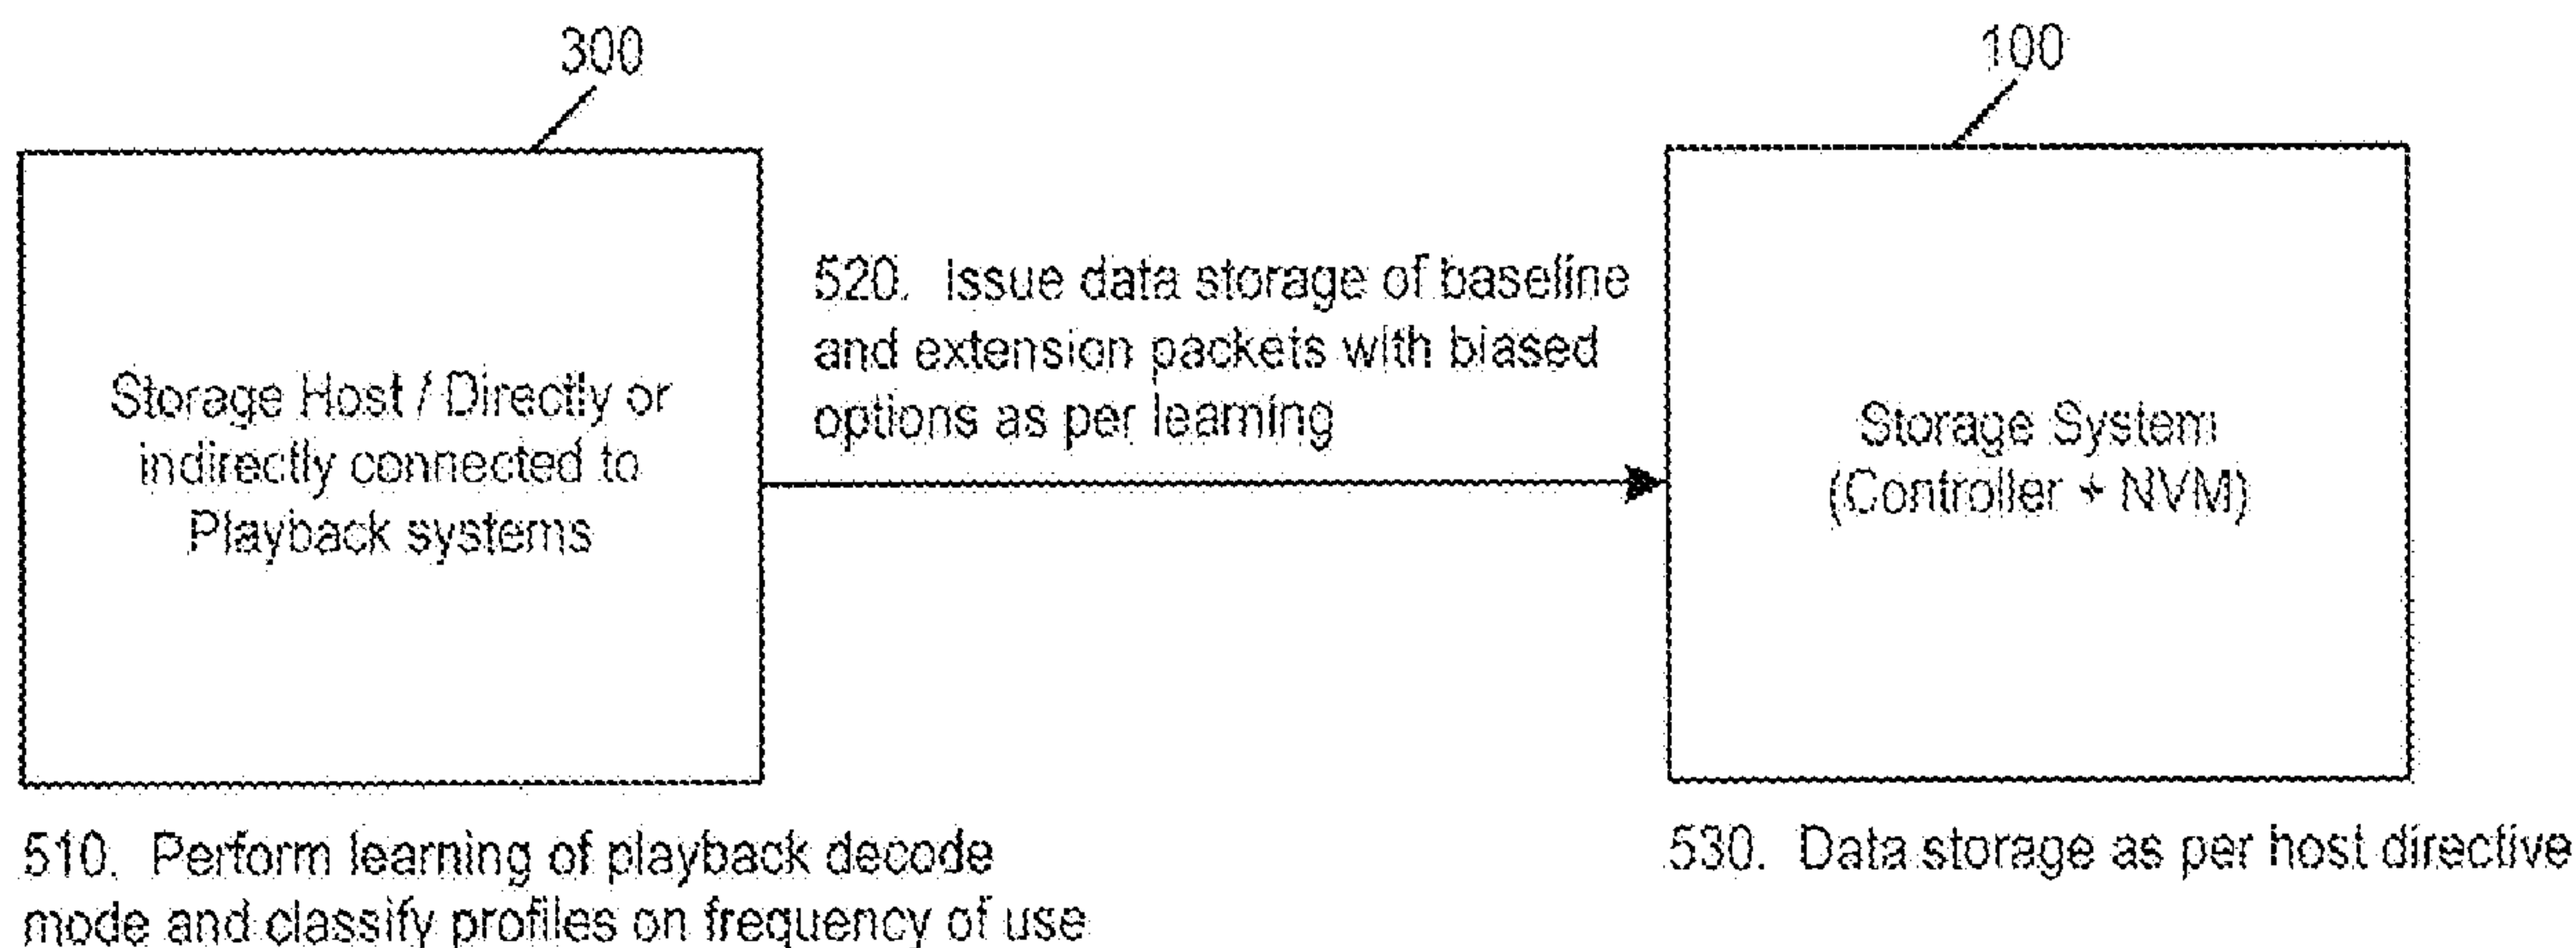 300
100
Storage Host / Directly or
indirectly connected to
Playback systems
520. Issue data storage of baseline
and extension packets with biased
options as per learning
Storage System
(Controller + NVM)
510. Perform learning of playback decode
mode and classify profiles on frequency of use
530. Data storage as per host directive